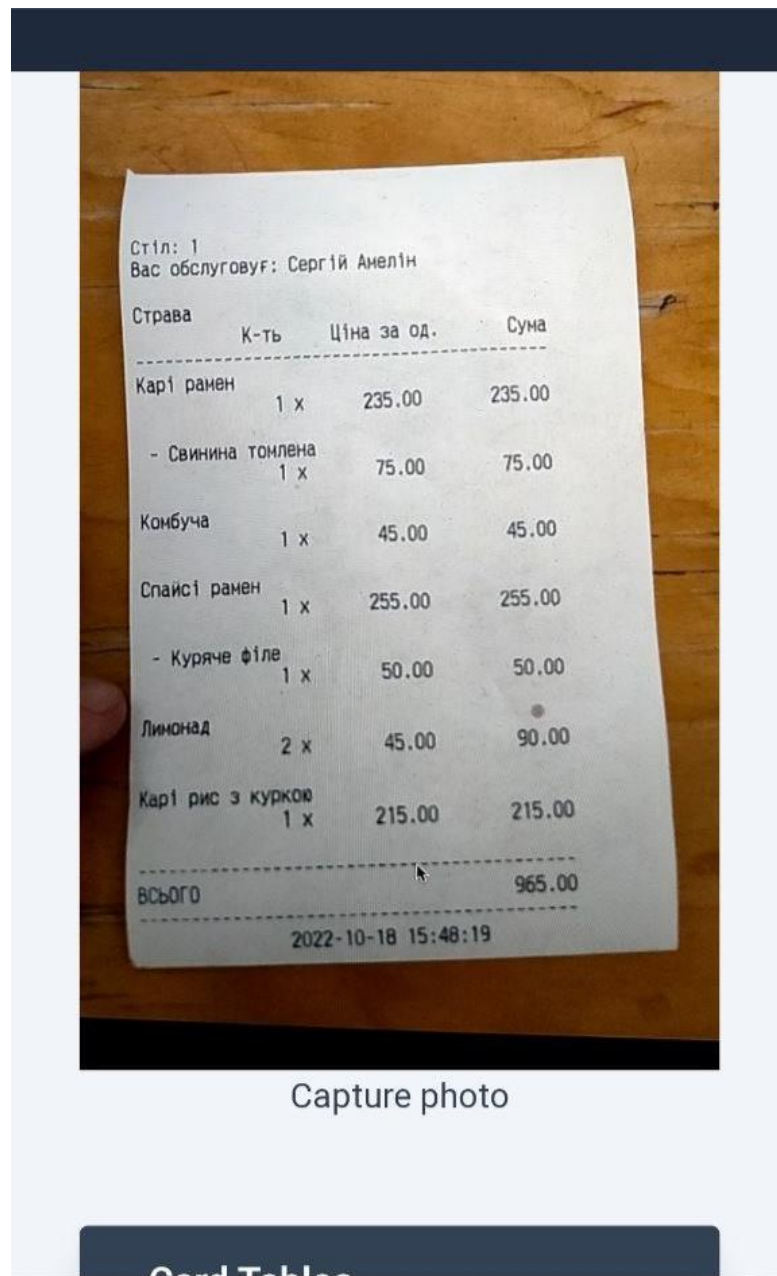 Стіл: 1
Вас обслуговує: Сергій Амелін
Страва
К-ть Ціна за од. Сума
Карі рамен
1 x 235.00 235.00
- Свинина томлена
1 x 75.00 75.00
Комбуча
1 x 45.00 45.00
Спайсі рамен
1 x 255.00 255.00
- Куряче філе
1 x 50.00 50.00
Лимонад
2 x 45.00 90.00
Карі рис з куркою
1 x 215.00 215.00
ВСЬОГО 965.00
2022-10-18 15:48:19
Capture photo